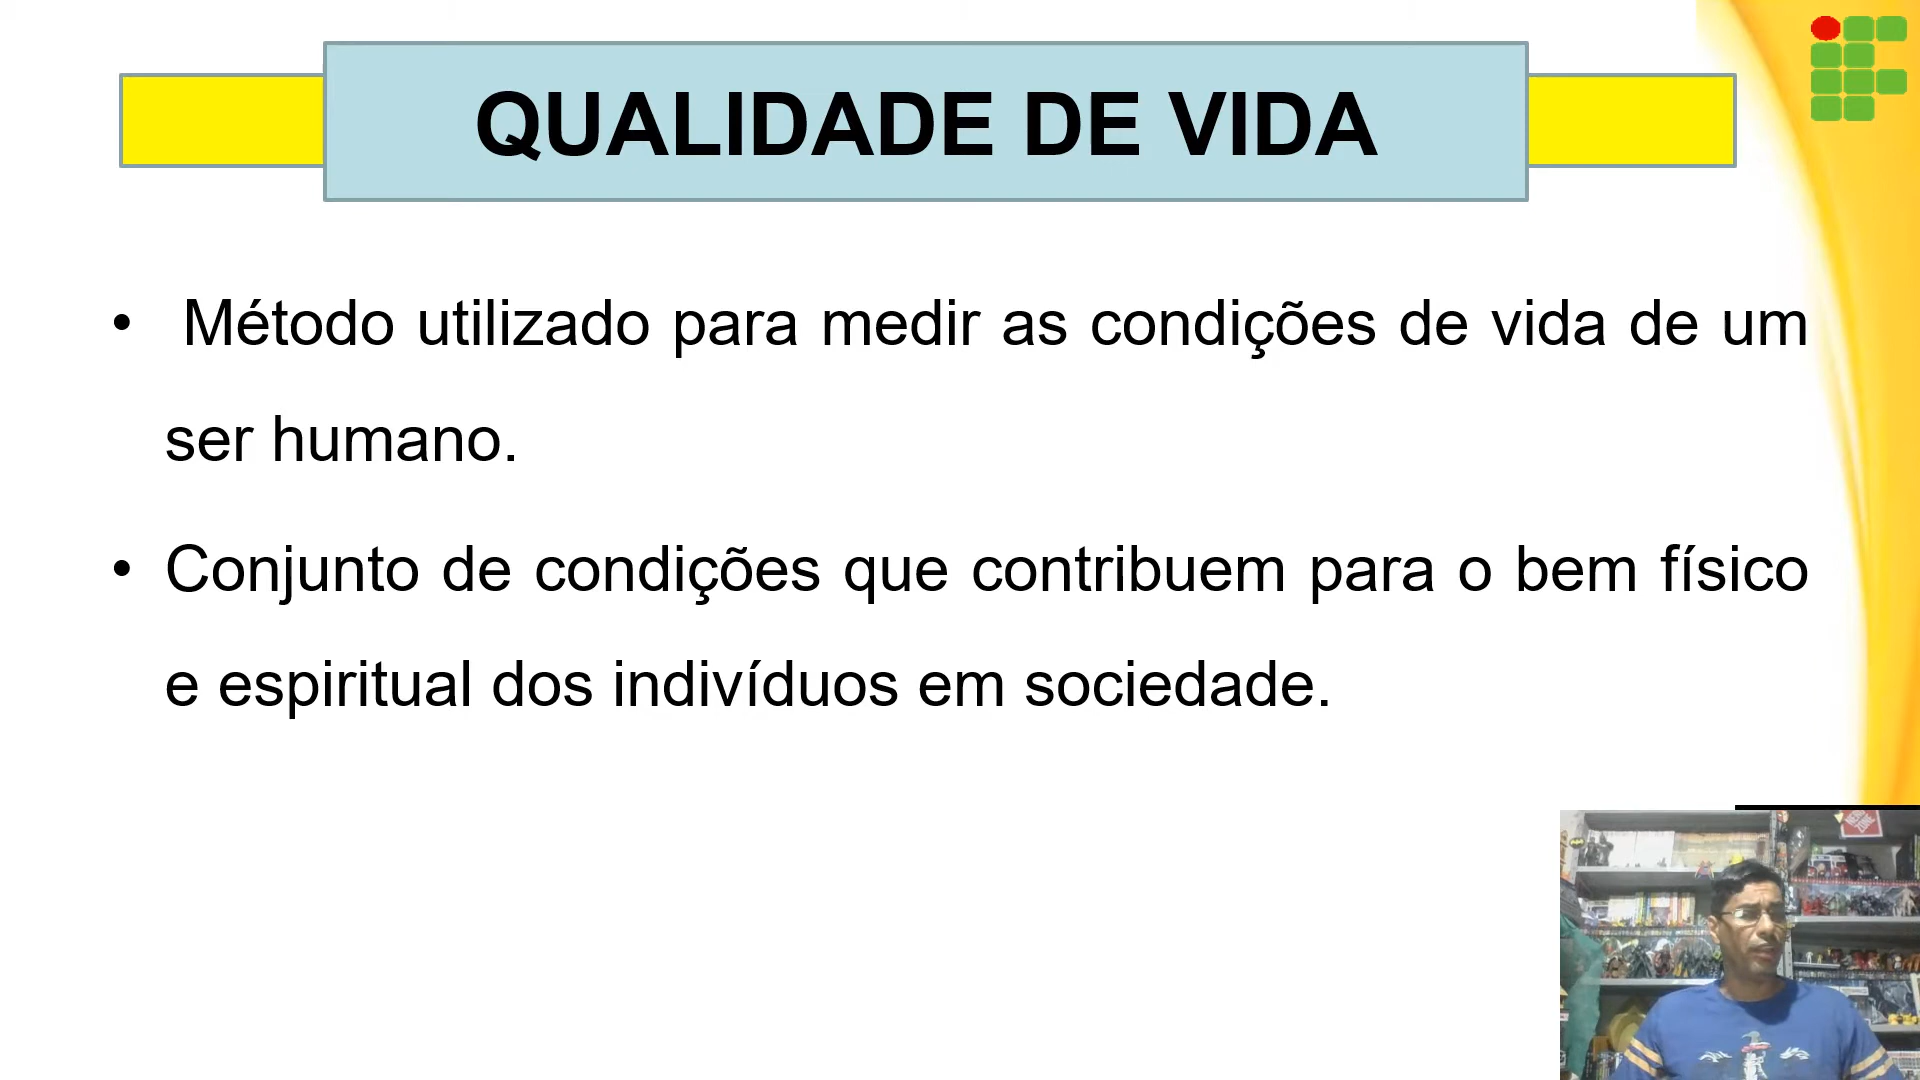 QUALIDADE DE VIDA
• Método utilizado para medir as condições de vida de um
ser humano.
• Conjunto de condições que contribuem para o bem físico
e espiritual dos indivíduos em sociedade.